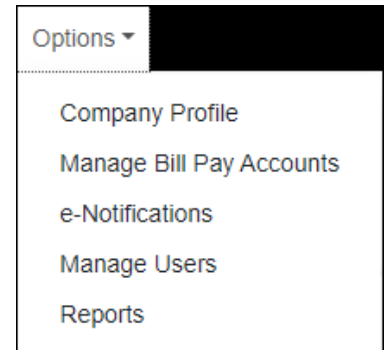 Options
Company Profile
Manage Bill Pay Accounts
e-Notifications
Manage Users
Reports